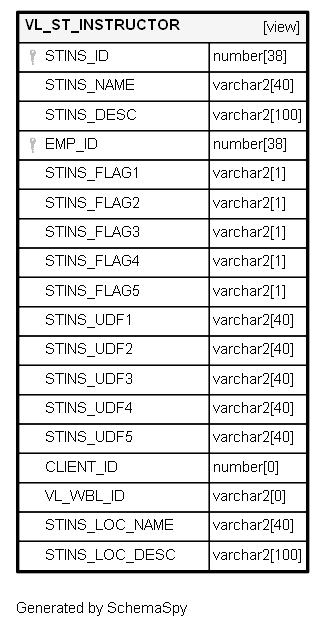 VL_ST_INSTRUCTOR [view]
STINS_ID number[38]
STINS_NAME varchar2[40]
STINS_DESC varchar2[100]
EMP_ID number[38]
STINS_FLAG1 varchar2[1]
STINS_FLAG2 varchar2[1]
STINS_FLAG3 varchar2[1]
STINS_FLAG4 varchar2[1]
STINS_FLAG5 varchar2[1]
STINS_UDF1 varchar2[40]
STINS_UDF2 varchar2[40]
STINS_UDF3 varchar2[40]
STINS_UDF4 varchar2[40]
STINS_UDF5 varchar2[40]
CLIENT_ID number[0]
VL_WBL_ID varchar2[0]
STINS_LOC_NAME varchar2[40]
STINS_LOC_DESC varchar2[100]
Generated by SchemaSpy